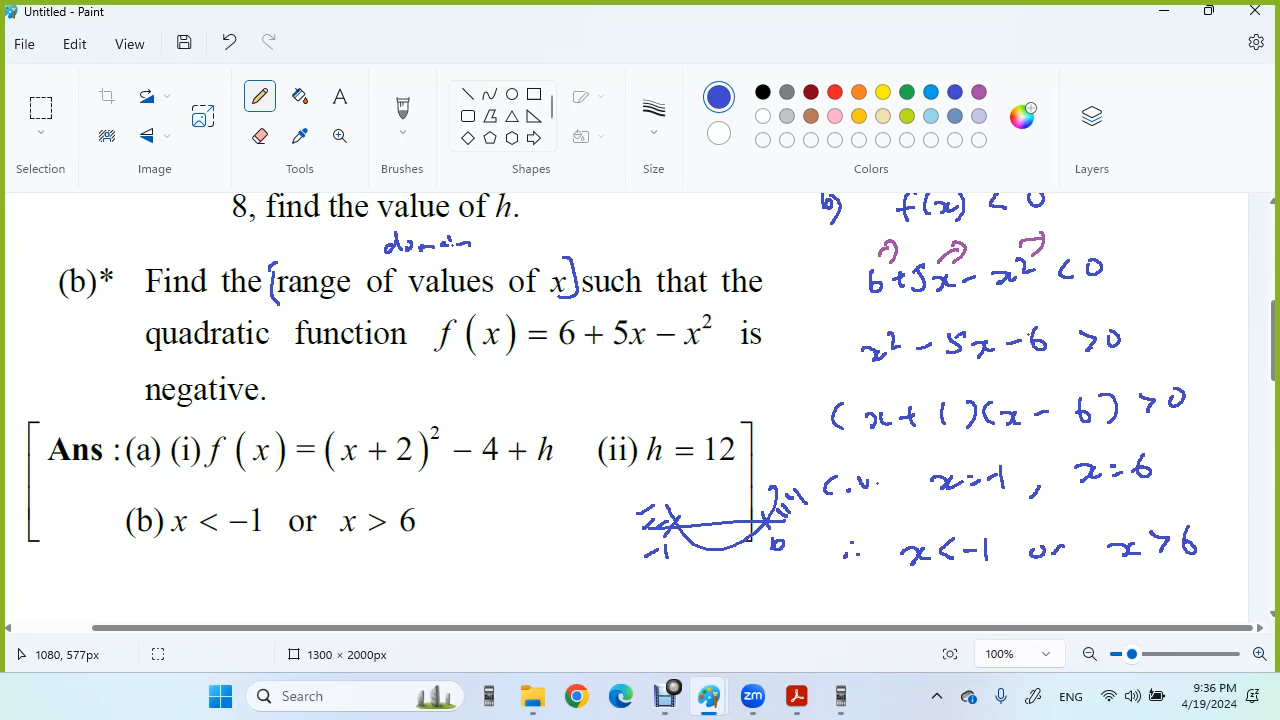 Untitled - Paint
File Edit View
Selection Image Tools Brushes Shapes Size Colors Layers
8, find the value of h.
domain
(b)* Find the [range of values of x] such that the
quadratic function f(x) = 6 + 5x − x² is
negative.
[Ans : (a) (i) f(x) = (x + 2)² − 4 + h (ii) h = 12
(b) x < −1 or x > 6]
-1 6
b) f(x) < 0
6 + 5x − x² < 0
x² − 5x − 6 > 0
(x + 1)(x − 6) > 0
C.V. x = −1, x = 6
∴ x < −1 or x > 6
1080, 577px 1300 × 2000px 100%
Search zm ENG 9:36 PM
4/19/2024